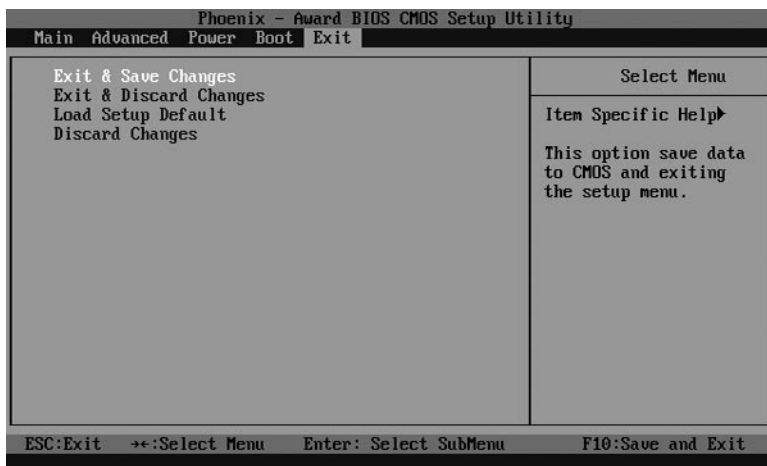 Phoenix - Award BIOS CMOS Setup Utility
Main Advanced Power Boot Exit
Exit & Save Changes
Exit & Discard Changes
Load Setup Default
Discard Changes
Select Menu
Item Specific Help▶
This option save data
to CMOS and exiting
the setup menu.
ESC:Exit →←:Select Menu Enter: Select SubMenu F10:Save and Exit